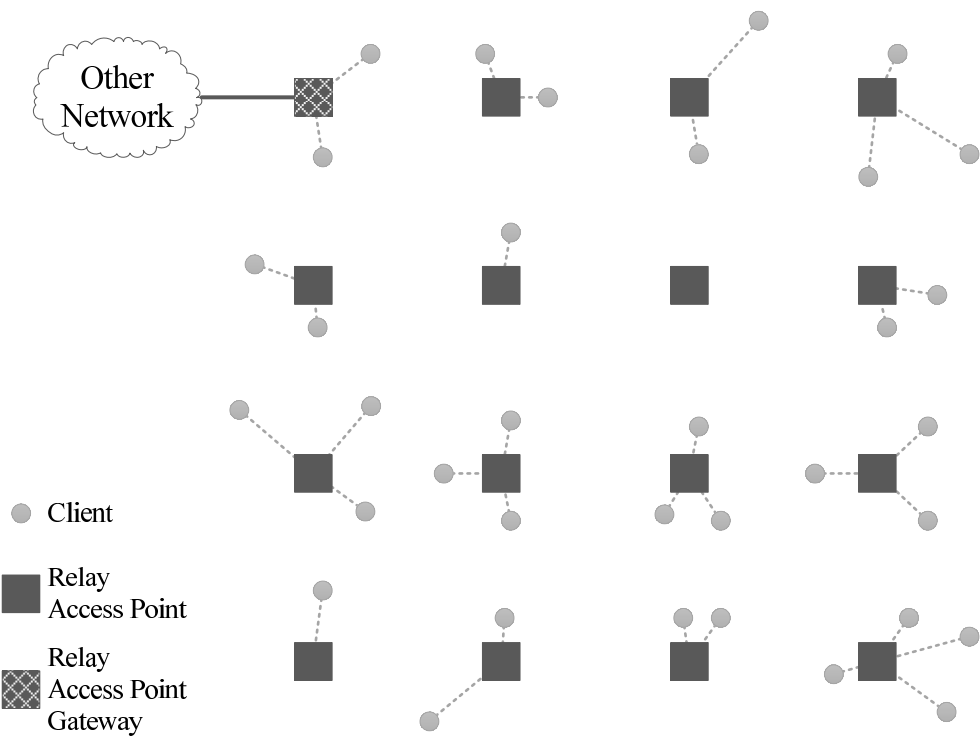 Other
Network
Client
Relay
Access Point
Relay
Access Point
Gateway